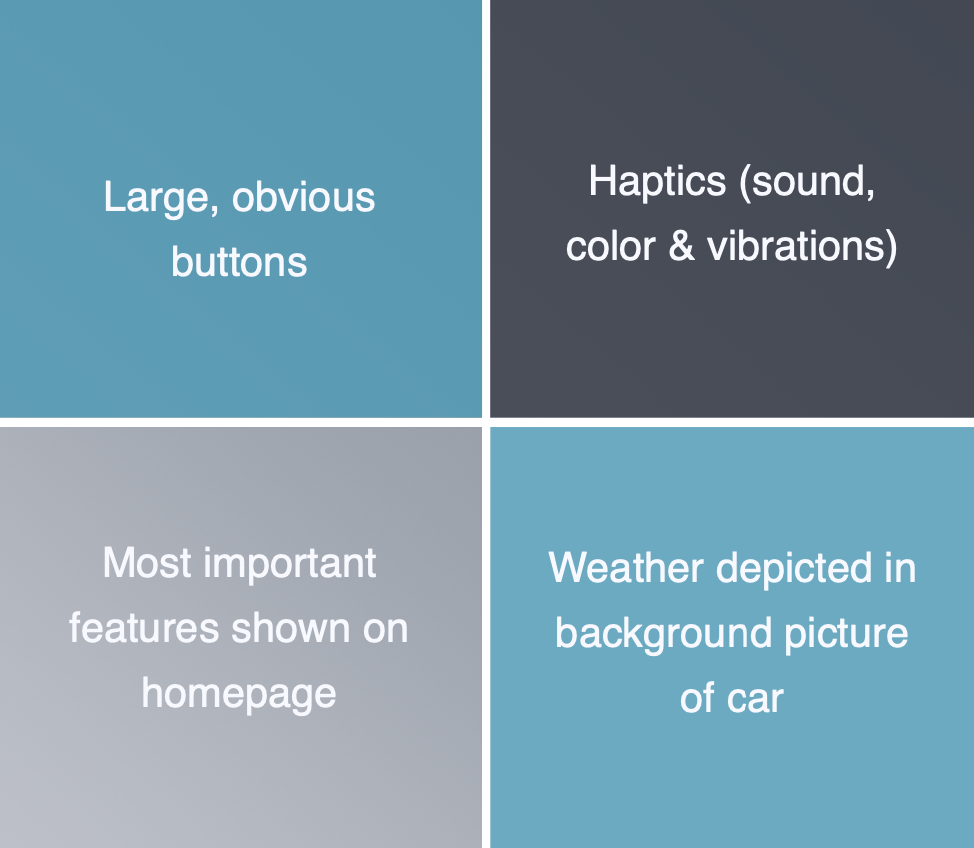 Large, obvious
buttons
Haptics (sound,
color & vibrations)
Most important
features shown on
homepage
Weather depicted in
background picture
of car